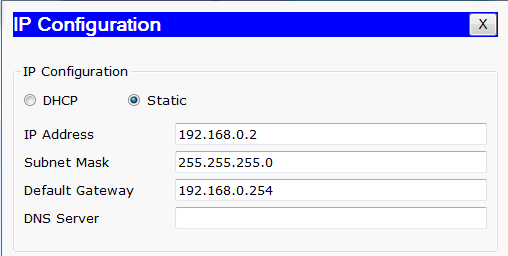 IP Configuration X
IP Configuration
DHCP Static
IP Address 192.168.0.2
Subnet Mask 255.255.255.0
Default Gateway 192.168.0.254
DNS Server